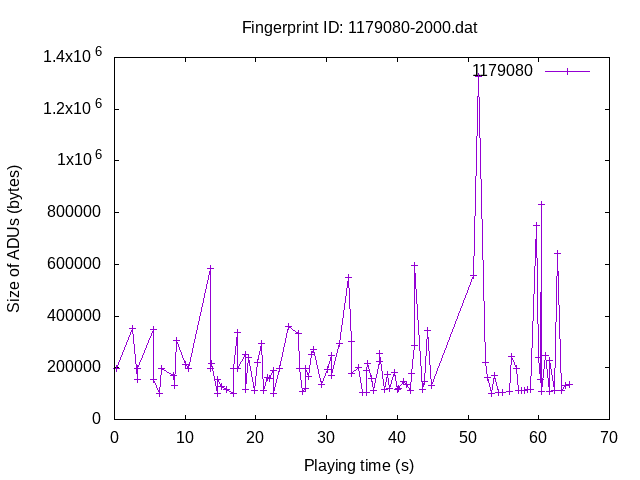 Fingerprint ID: 1179080-2000.dat
1.4x10^6
1179080
1.2x10^6
1x10^6
800000
600000
400000
200000
0
Size of ADUs (bytes)
0 10 20 30 40 50 60 70
Playing time (s)